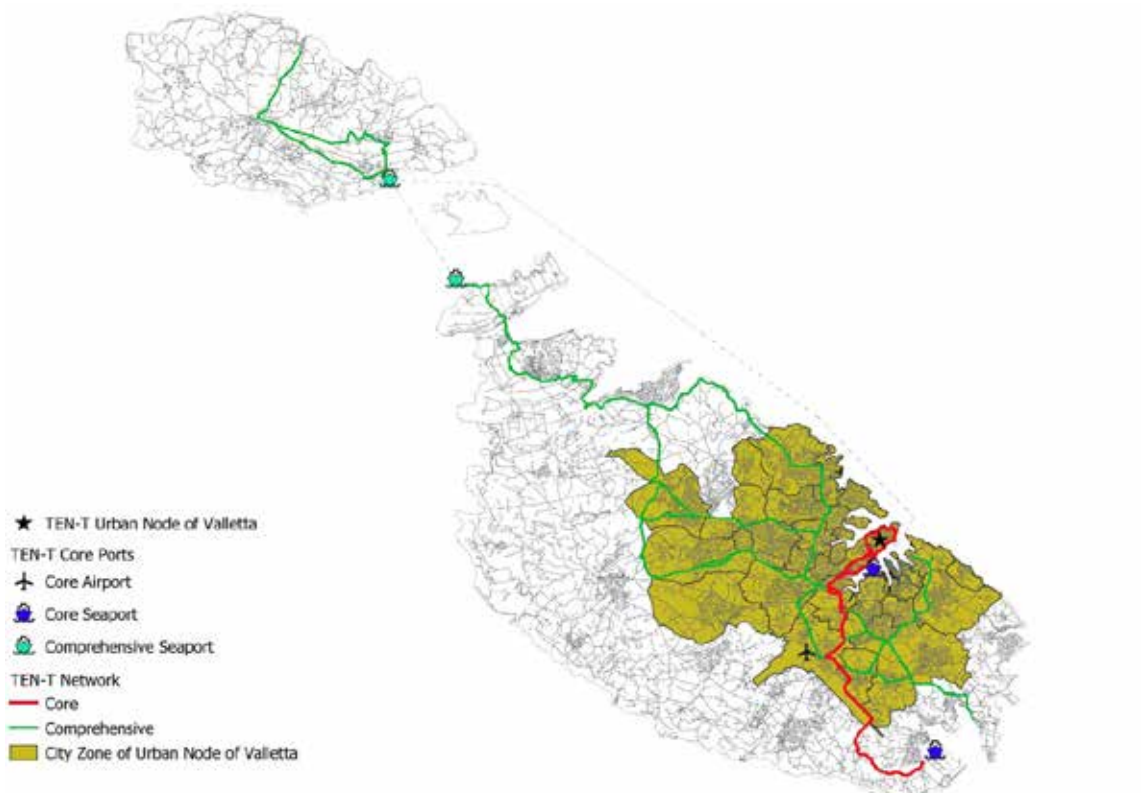 TEN-T Urban Node of Valletta
TEN-T Core Ports
Core Airport
Core Seaport
Comprehensive Seaport
TEN-T Network
Core
Comprehensive
City Zone of Urban Node of Valletta